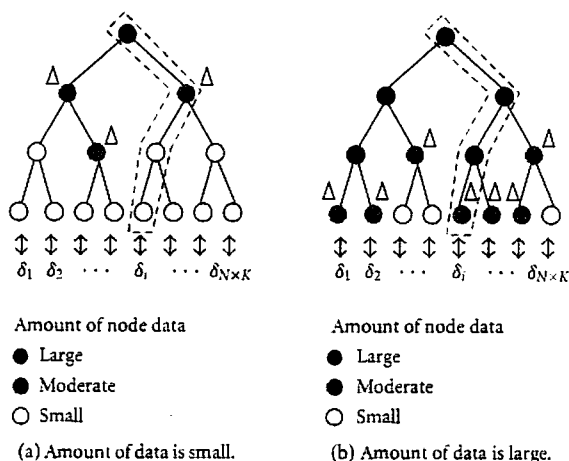 Δ Δ
Δ
δ1 δ2 ··· δi ··· δN×K
Amount of node data
Large
Moderate
Small
(a) Amount of data is small.
Δ Δ
Δ Δ Δ Δ Δ
δ1 δ2 ··· δi ··· δN×K
Amount of node data
Large
Moderate
Small
(b) Amount of data is large.